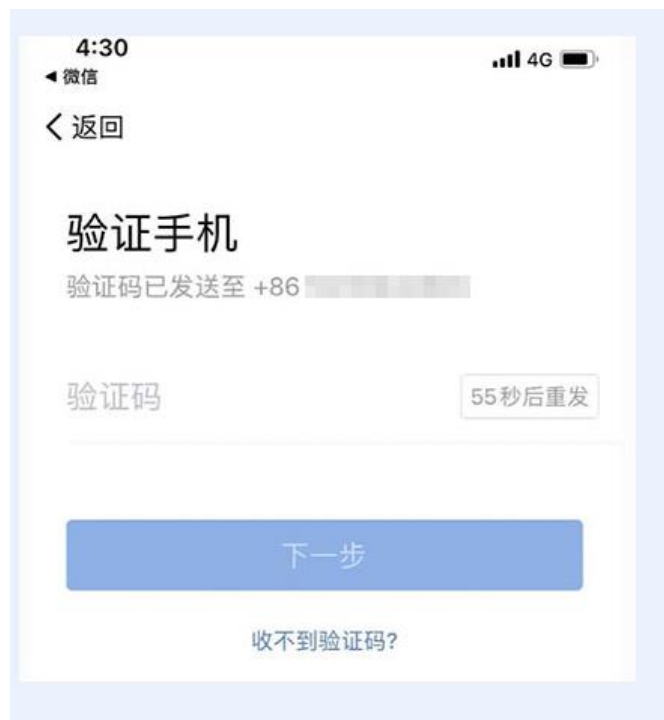 4:30
4G
◀ 微信
返回
验证手机
验证码已发送至 +86
验证码
55秒后重发
下一步
收不到验证码?